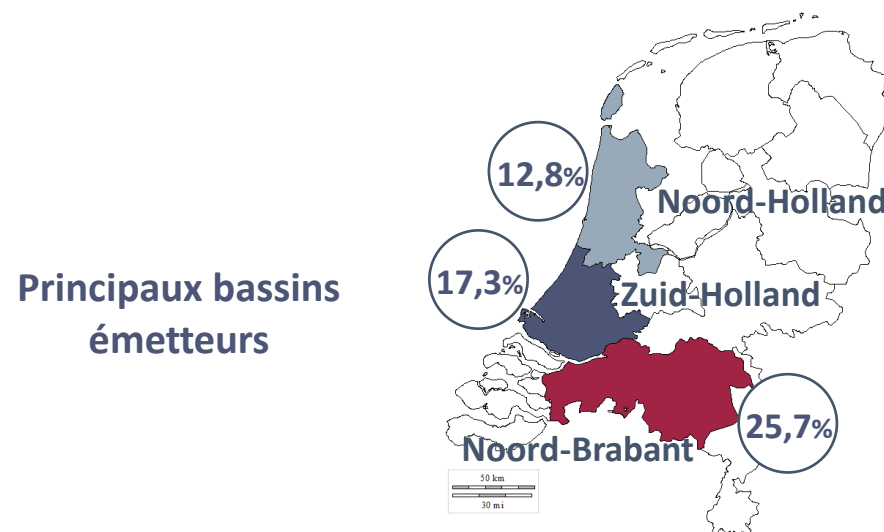 12,8%
Noord-Holland
17,3%
Zuid-Holland
Principaux bassins
émetteurs
25,7%
Noord-Brabant
50 km
30 mi